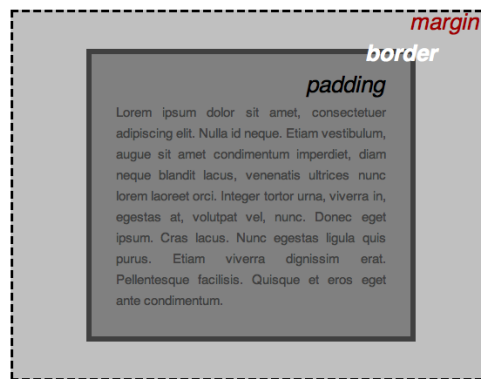 margin
border
padding
Lorem ipsum dolor sit amet, consectetuer
adipiscing elit. Nulla id neque. Etiam vestibulum,
augue sit amet condimentum imperdiet, diam
neque blandit lacus, venenatis ultrices nunc
lorem laoreet orci. Integer tortor urna, viverra in,
egestas at, volutpat vel, nunc. Donec eget
ipsum. Cras lacus. Nunc egestas ligula quis
purus. Etiam viverra dignissim erat.
Pellentesque facilisis. Quisque et eros eget
ante condimentum.